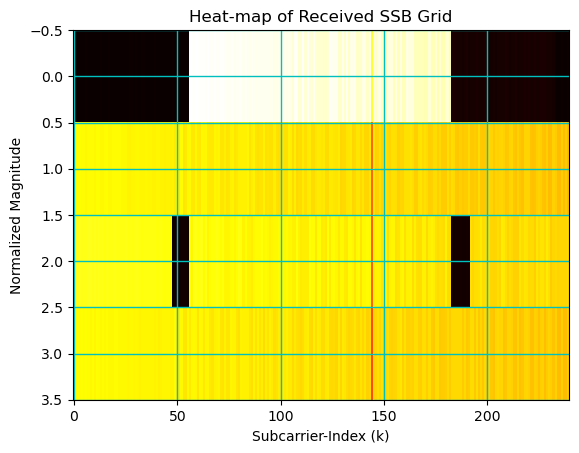 Heat-map of Received SSB Grid
Normalized Magnitude
−0.5
0.0
0.5
1.0
1.5
2.0
2.5
3.0
3.5
0 50 100 150 200
Subcarrier-Index (k)